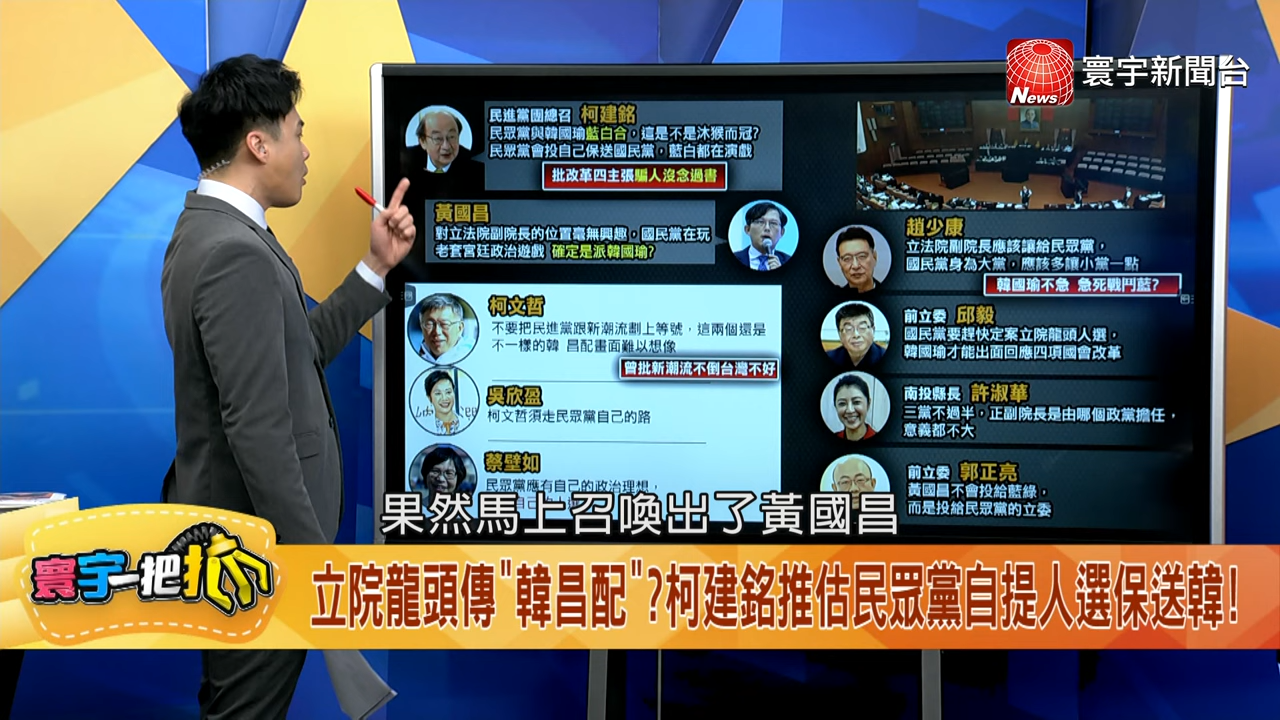 News 寰宇新聞台
民進黨團總召 柯建銘
民眾黨與韓國瑜藍白合，這是不是沐猴而冠?
民眾黨會投自己保送國民黨，藍白都在演戲
批改革四主張騙人沒念過書
黃國昌
對立法院副院長的位置毫無興趣，國民黨在玩
老套宮廷政治遊戲 確定是派韓國瑜?
柯文哲
不要把民進黨跟新潮流劃上等號，這兩個還是
不一樣的韓 昌配畫面難以想像
曾批新潮流不倒台灣不好
吳欣盈
柯文哲須走民眾黨自己的路
蔡壁如
民眾黨應有自己的政治理想，
趙少康
立法院副院長應該讓給民眾黨，
國民黨身為大黨，應該多讓小黨一點
韓國瑜不急 急死戰鬥藍?
前立委 邱毅
國民黨要趕快定案立院龍頭人選，
韓國瑜才能出面回應四項國會改革
南投縣長 許淑華
三黨不過半，正副院長是由哪個政黨擔任，
意義都不大
前立委 郭正亮
黃國昌不會投給藍綠，
而是投給民眾黨的立委
果然馬上召喚出了黃國昌
寰宇一把抓
立院龍頭傳"韓昌配"?柯建銘推估民眾黨自提人選保送韓!